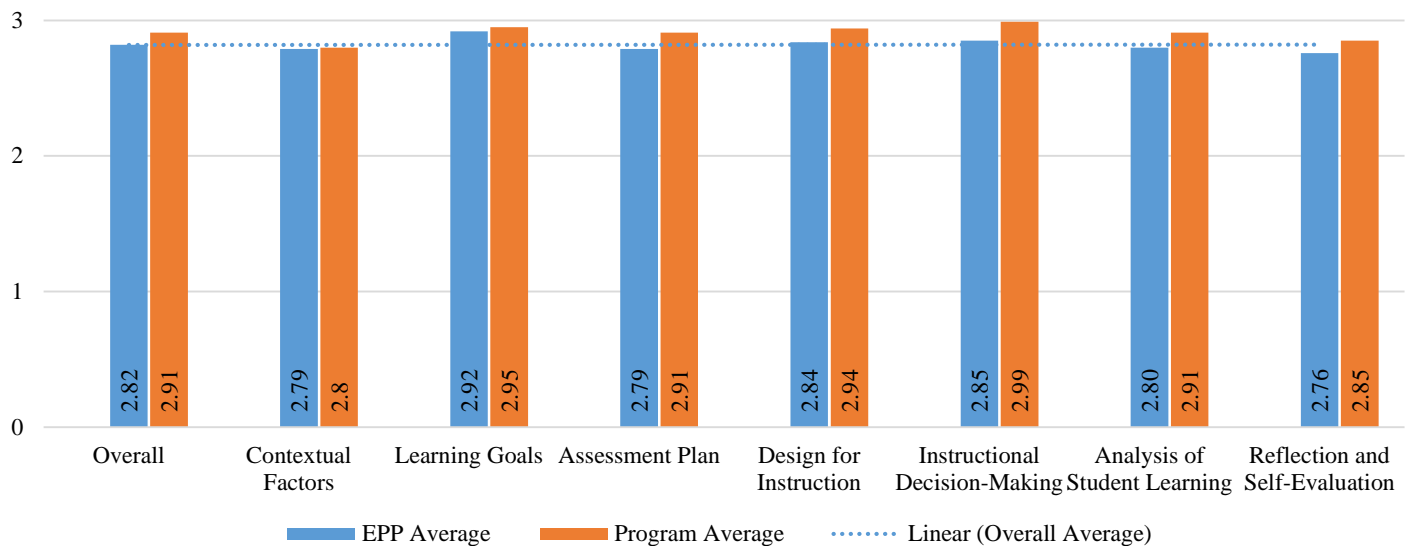 3
2
1
0
2.82
2.91
2.79
2.8
2.92
2.95
2.79
2.91
2.84
2.94
2.85
2.99
2.80
2.91
2.76
2.85
Overall
Contextual
Factors
Learning Goals
Assessment Plan
Design for
Instruction
Instructional
Decision-Making
Analysis of
Student Learning
Reflection and
Self-Evaluation
EPP Average
Program Average
Linear (Overall Average)